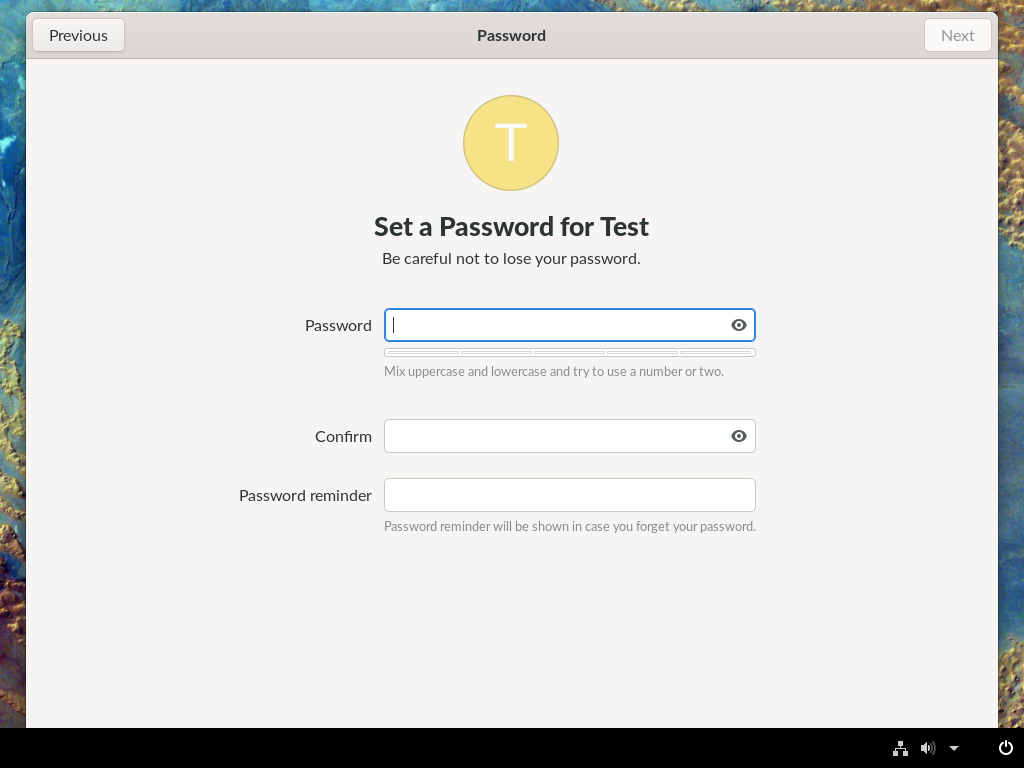 Previous
Password
Next
T
Set a Password for Test
Be careful not to lose your password.
Password
Mix uppercase and lowercase and try to use a number or two.
Confirm
Password reminder
Password reminder will be shown in case you forget your password.